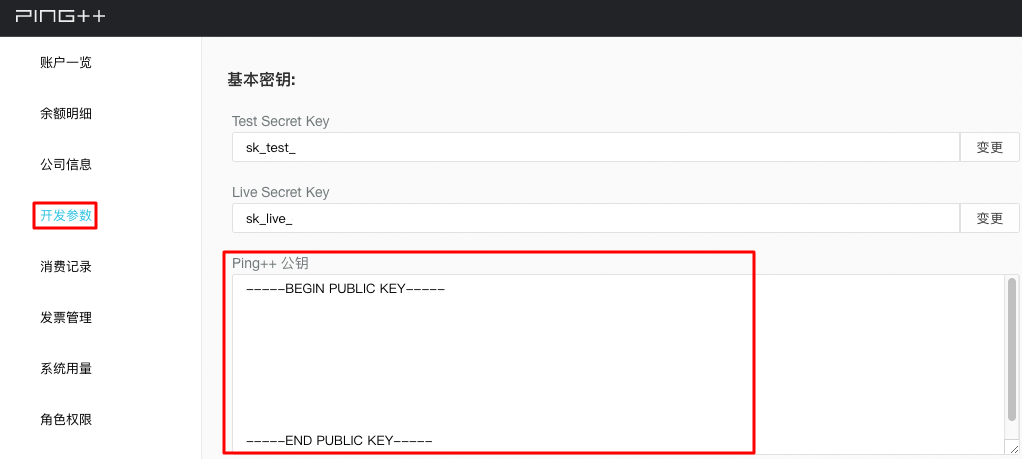 PING++
账户一览
余额明细
公司信息
开发参数
消费记录
发票管理
系统用量
角色权限
基本密钥:
Test Secret Key
sk_test_
变更
Live Secret Key
sk_live_
变更
Ping++ 公钥
-----BEGIN PUBLIC KEY-----
-----END PUBLIC KEY-----